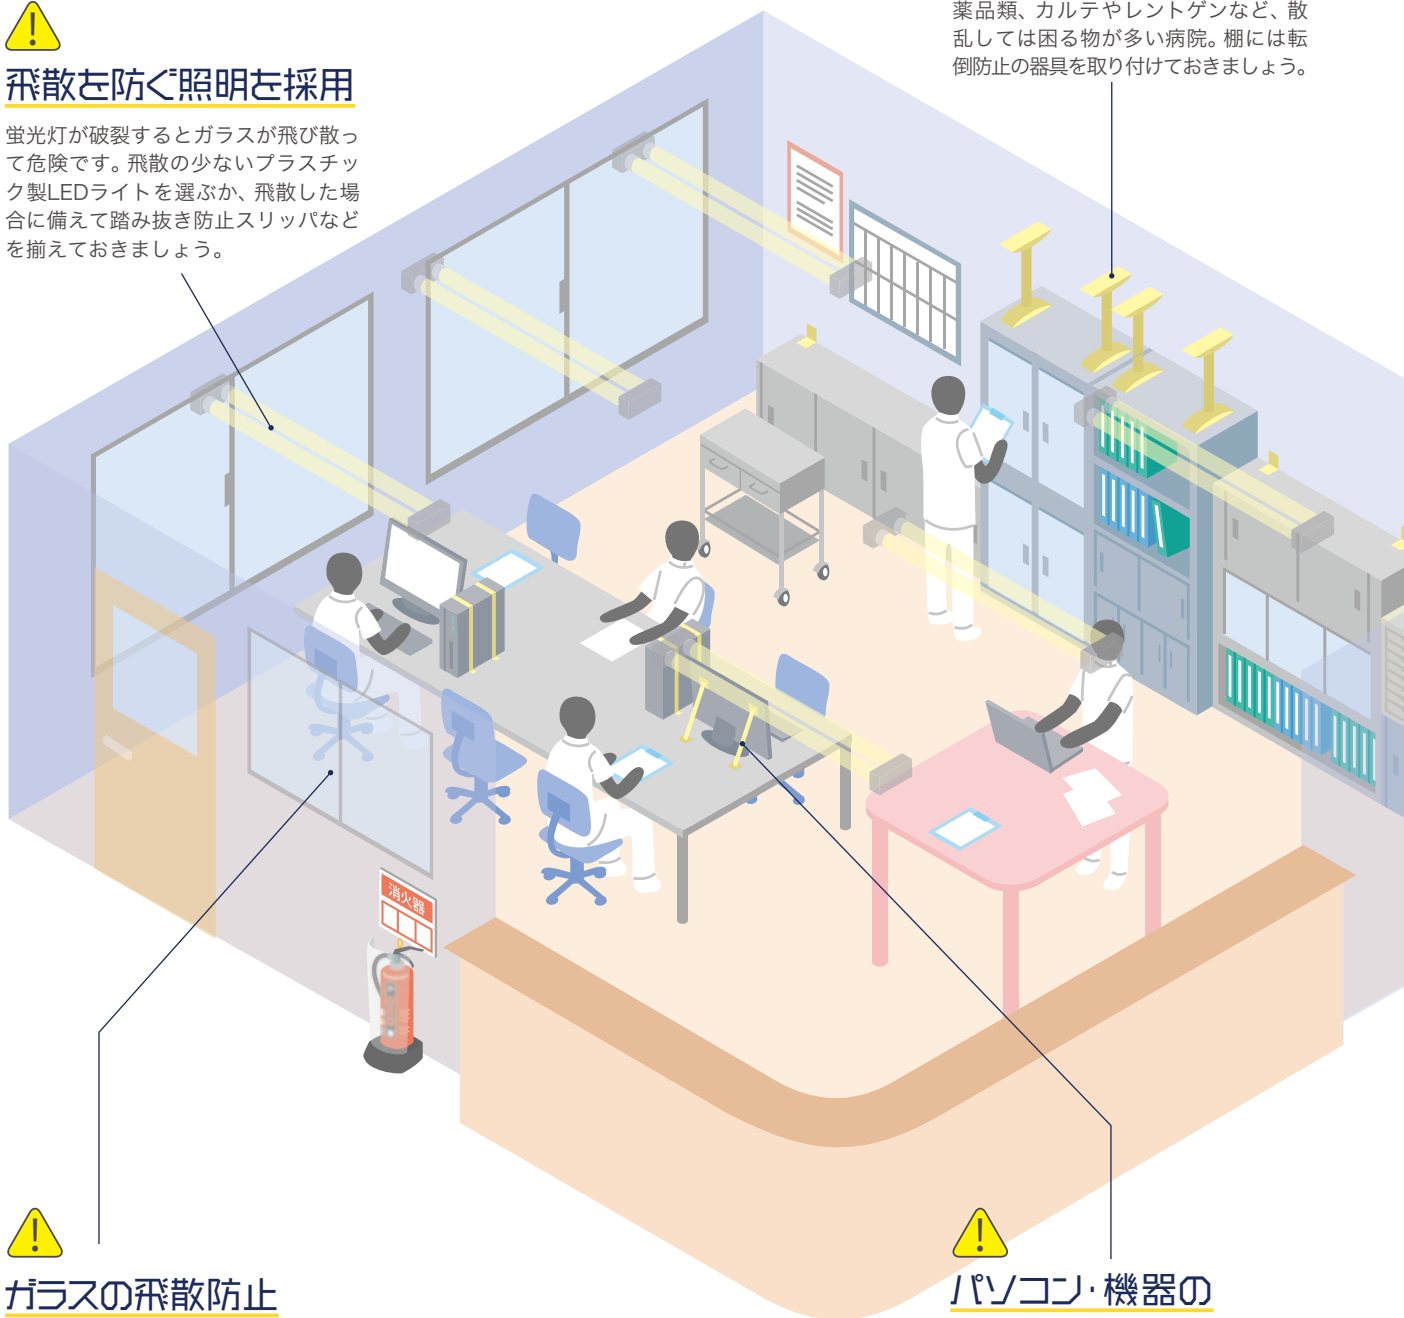 飛散を防ぐ照明を採用
蛍光灯が破裂するとガラスが飛び散っ
て危険です。飛散の少ないプラスチッ
ク製LEDライトを選ぶか、飛散した場
合に備えて踏み抜き防止スリッパなど
を揃えておきましょう。
薬品類、カルテやレントゲンなど、散
乱しては困る物が多い病院。棚には転
倒防止の器具を取り付けておきましょう。
消火器
ガラスの飛散防止
パソコン・機器の